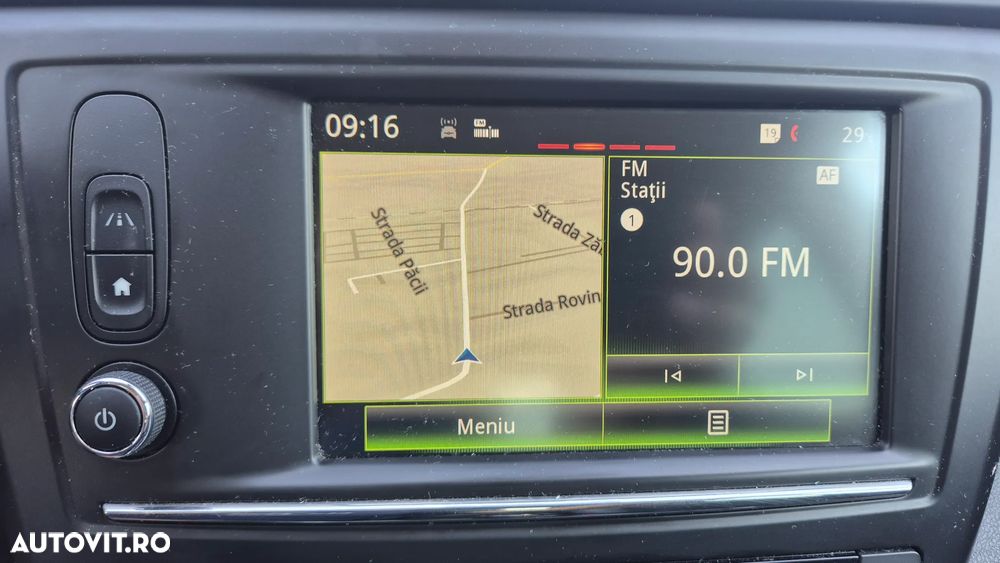 09:16
FM
19
29
FM
Stații
AF
1
90.0 FM
Strada Păcii
Strada Ză
Strada Rovin
Meniu
AUTOVIT.RO